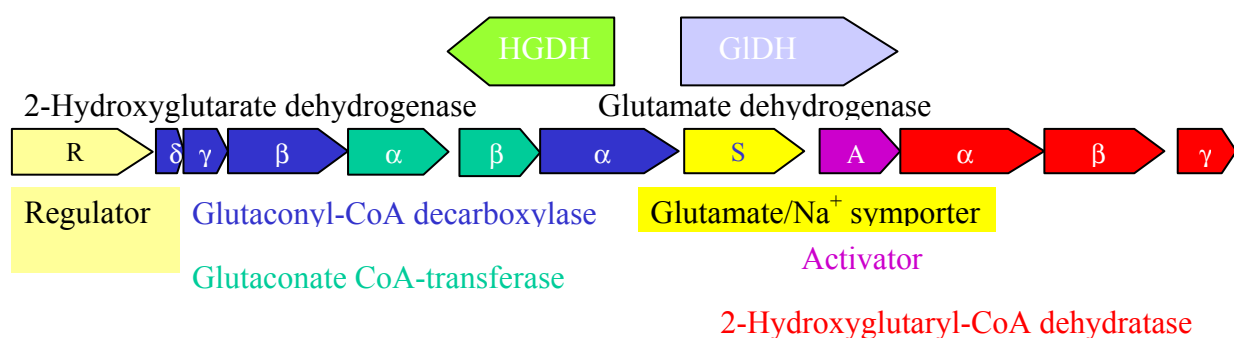 HGDH GlDH
2-Hydroxyglutarate dehydrogenase Glutamate dehydrogenase
R δ γ β α β α S A α β γ
Regulator Glutaconyl-CoA decarboxylase Glutamate/Na⁺ symporter
Activator
Glutaconate CoA-transferase
2-Hydroxyglutaryl-CoA dehydratase